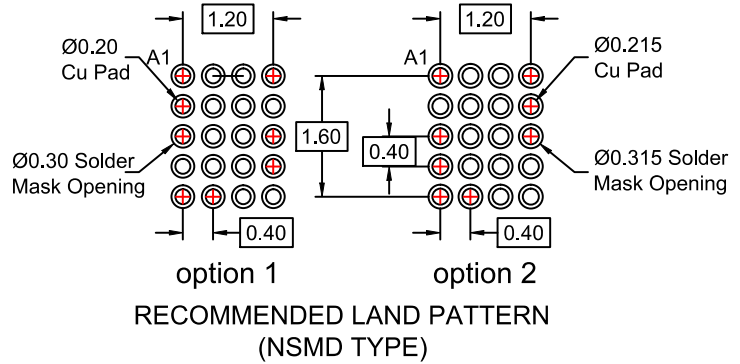 1.20
Ø0.20
Cu Pad
A1
Ø0.30 Solder
Mask Opening
0.40
option 1
1.60
0.40
1.20
A1
Ø0.215
Cu Pad
Ø0.315 Solder
Mask Opening
0.40
option 2
RECOMMENDED LAND PATTERN
(NSMD TYPE)